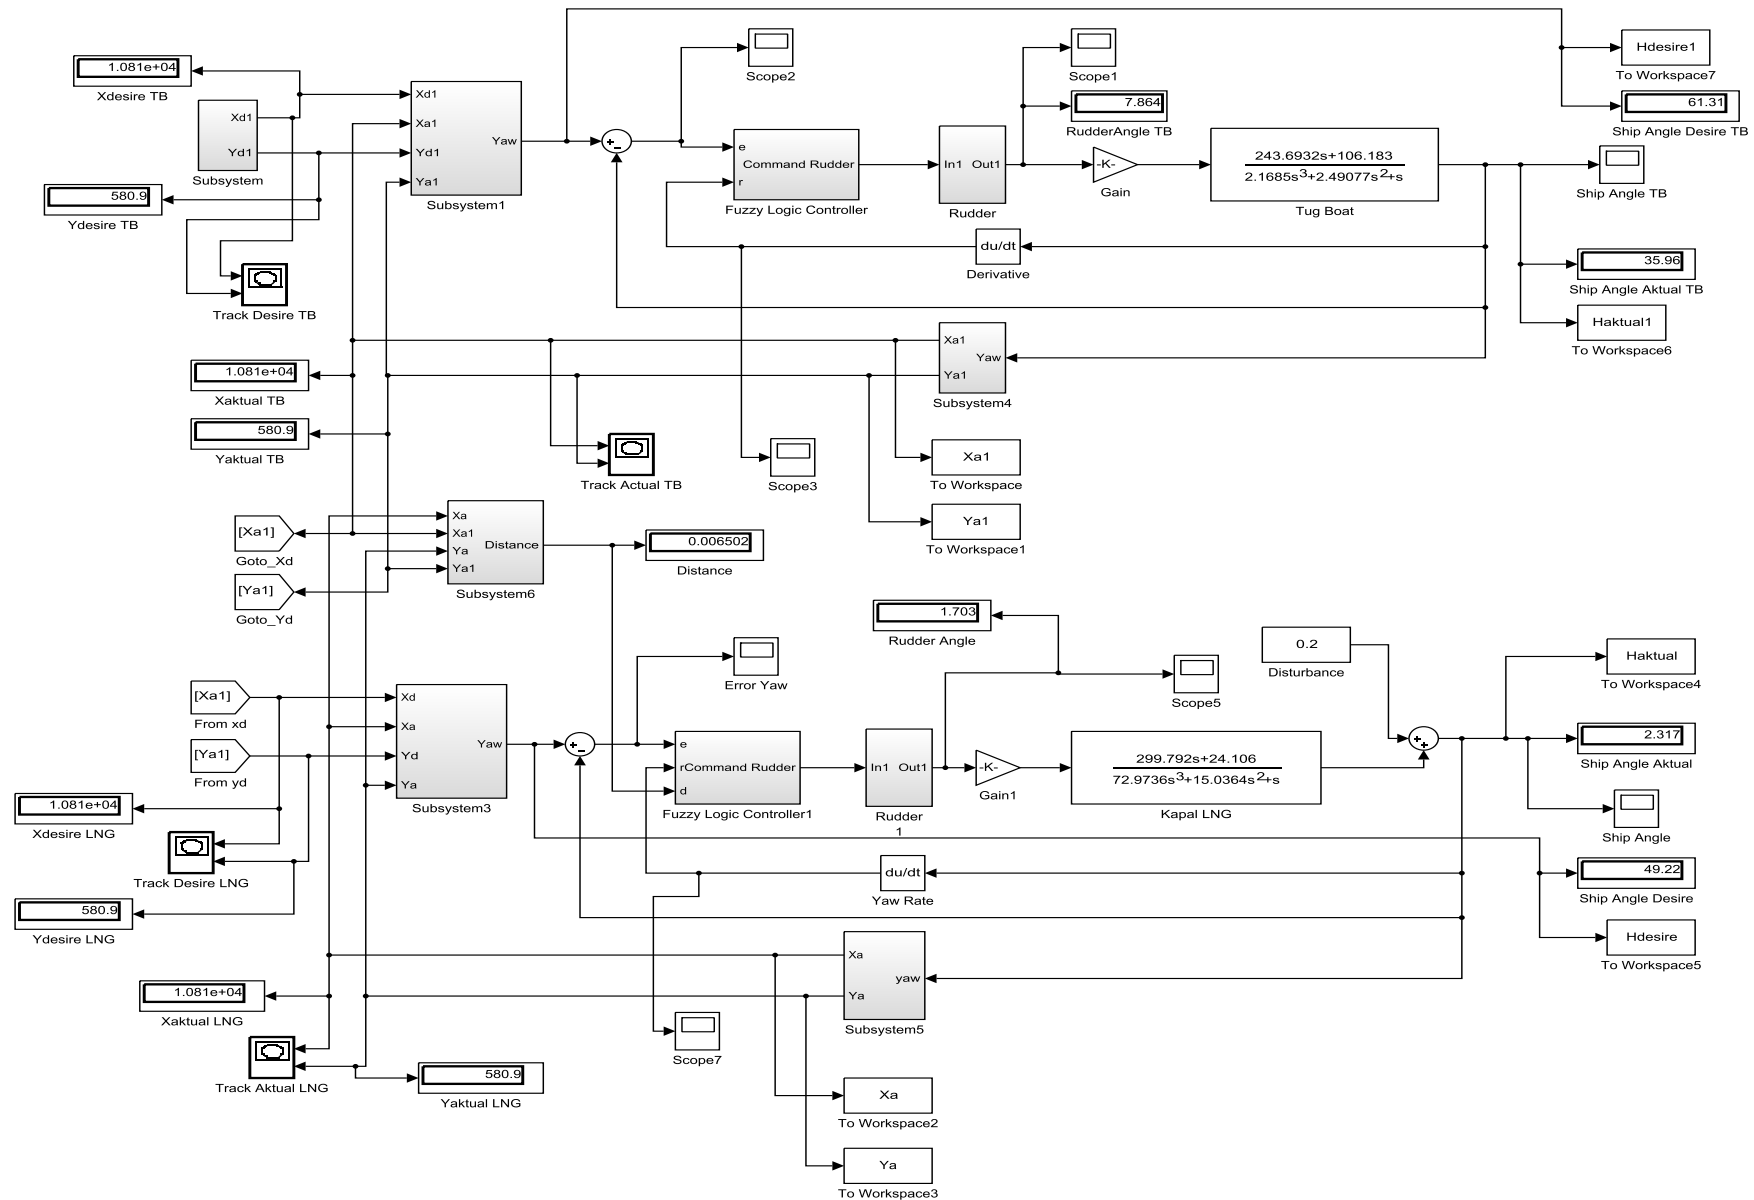 1.081e+04
Xdesire TB
Xd1
Yd1
Subsystem
580.9
Ydesire TB
Track Desire TB
Xd1
Xa1
Yd1
Ya1
Yaw
Subsystem1
+
-
Scope2
e
Command Rudder
r
Fuzzy Logic Controller
In1 Out1
Rudder
Scope1
7.864
RudderAngle TB
-K-
Gain
243.6932s+106.183
2.1685s3+2.49077s2+s
Tug Boat
Hdesire1
To Workspace7
61.31
Ship Angle Desire TB
Ship Angle TB
du/dt
Derivative
35.96
Ship Angle Aktual TB
Haktual1
To Workspace6
Xa1
Yaw
Ya1
Subsystem4
1.081e+04
Xaktual TB
580.9
Yaktual TB
Track Actual TB
Scope3
Xa1
To Workspace
Ya1
To Workspace1
[Xa1]
Goto_Xd
[Ya1]
Goto_Yd
Xa
Xa1
Ya
Ya1
Distance
Subsystem6
0.006502
Distance
1.703
Rudder Angle
Error Yaw
Scope5
0.2
Disturbance
Haktual
To Workspace4
[Xa1]
From xd
[Ya1]
From yd
Xd
Xa
Yd
Ya
Yaw
Subsystem3
+
-
e
rCommand Rudder
d
Fuzzy Logic Controller1
In1 Out1
Rudder
1
-K-
Gain1
299.792s+24.106
72.9736s3+15.0364s2+s
Kapal LNG
+
+
2.317
Ship Angle Aktual
Ship Angle
1.081e+04
Xdesire LNG
Track Desire LNG
580.9
Ydesire LNG
du/dt
Yaw Rate
49.22
Ship Angle Desire
Hdesire
To Workspace5
Xa
yaw
Ya
Subsystem5
1.081e+04
Xaktual LNG
Track Aktual LNG
580.9
Yaktual LNG
Scope7
Xa
To Workspace2
Ya
To Workspace3